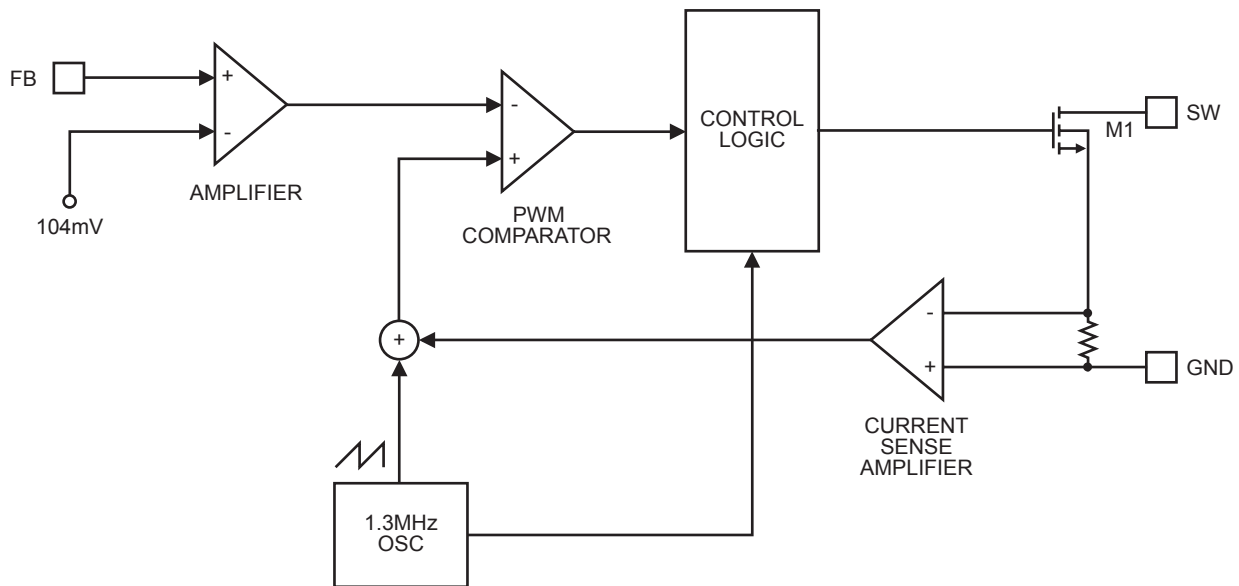 FB
+
-
104mV
AMPLIFIER
-
+
PWM
COMPARATOR
CONTROL
LOGIC
M1
SW
+
-
+
CURRENT
SENSE
AMPLIFIER
GND
1.3MHz
OSC